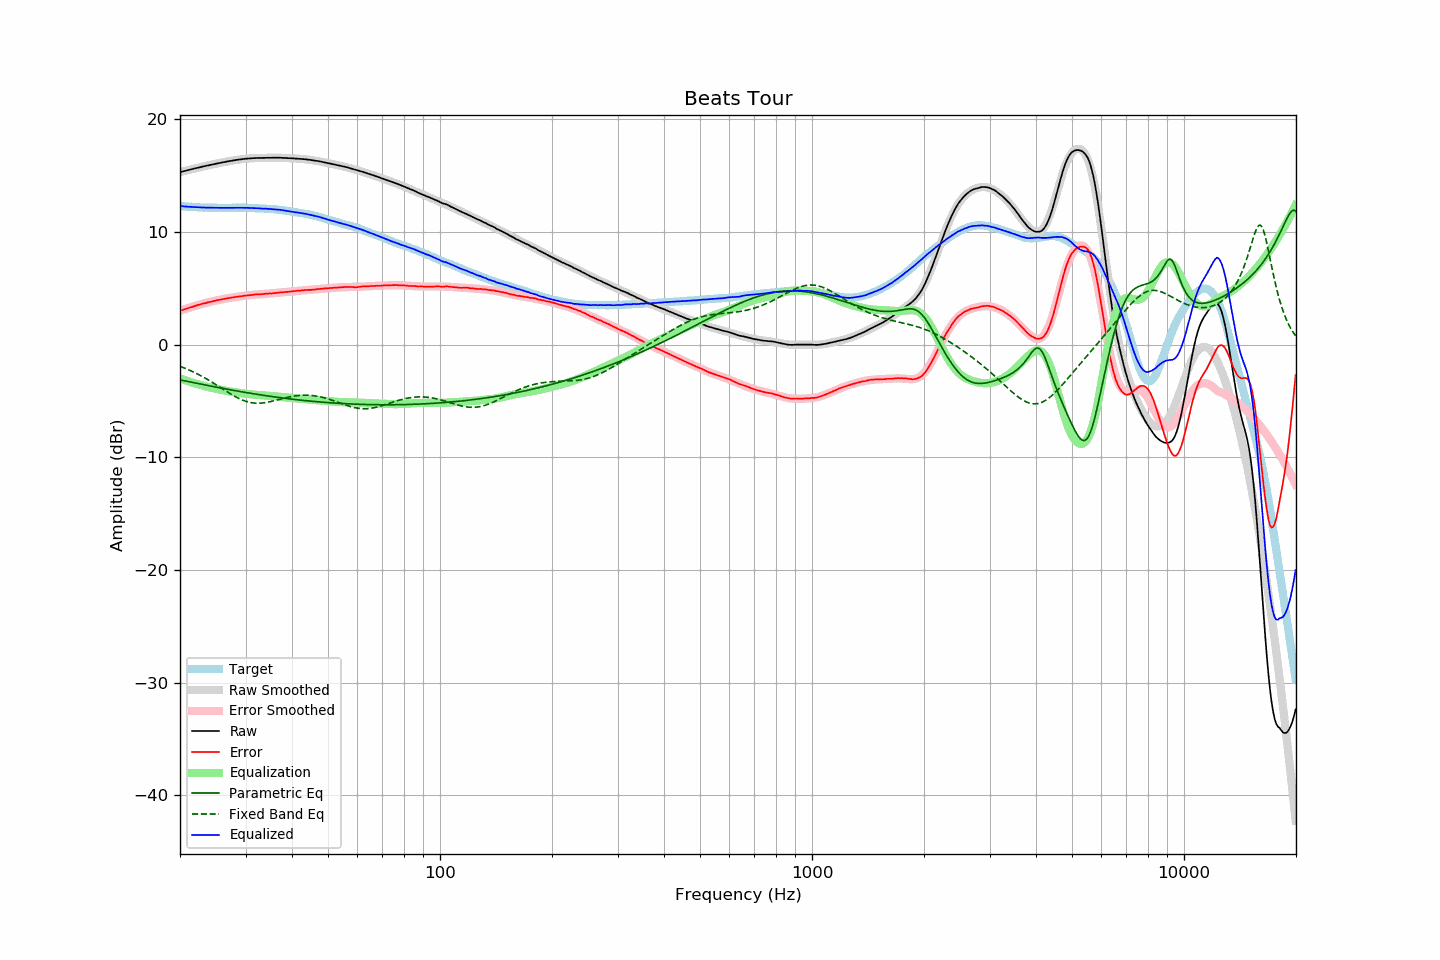 Beats Tour
20
10
0
−10
−20
−30
−40
Amplitude (dBr)
Target
Raw Smoothed
Error Smoothed
Raw
Error
Equalization
Parametric Eq
Fixed Band Eq
Equalized
100
1000
10000
Frequency (Hz)